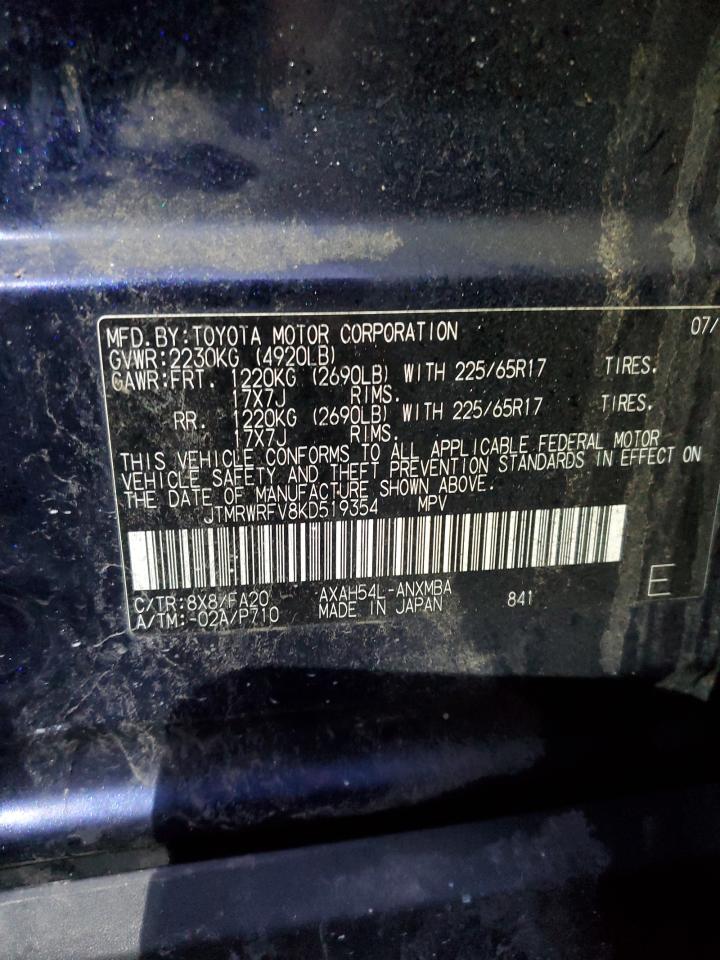 MFD.BY:TOYOTA MOTOR CORPORATION 07/
GVWR:2230KG (4920LB)
GAWR:FRT. 1220KG (2690LB) WITH 225/65R17 TIRES.
17X7J RIMS.
RR. 1220KG (2690LB) WITH 225/65R17 TIRES.
17X7J RIMS.
THIS VEHICLE CONFORMS TO ALL APPLICABLE FEDERAL MOTOR
VEHICLE SAFETY AND THEFT PREVENTION STANDARDS IN EFFECT ON
THE DATE OF MANUFACTURE SHOWN ABOVE.
JTMRWRFV8KD519354 MPV
C/TR:8X8/FA20 AXAH54L-ANXMBA
A/TM:-02A/P710 MADE IN JAPAN 841 E